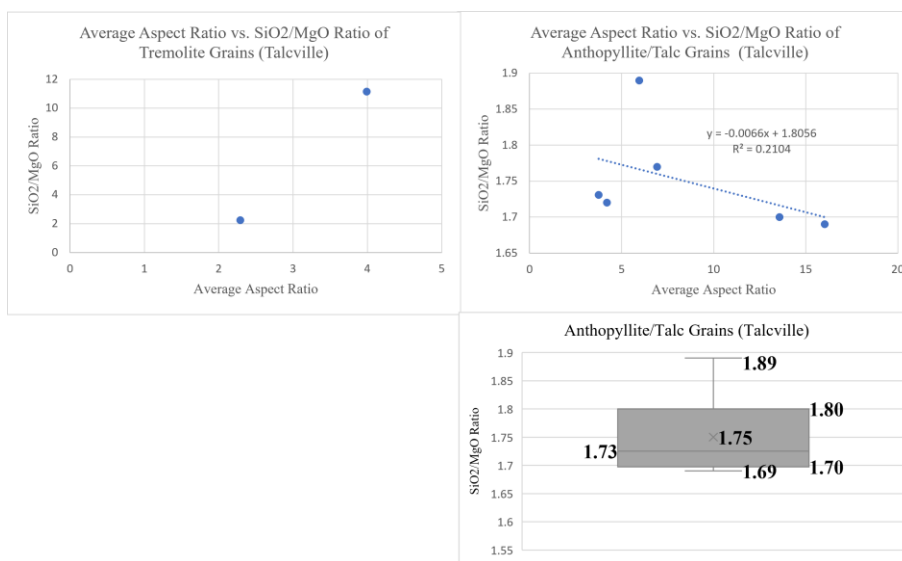 Average Aspect Ratio vs. SiO2/MgO Ratio of
Tremolite Grains (Talcville)
SiO2/MgO Ratio
12
10
8
6
4
2
0
0 1 2 3 4 5
Average Aspect Ratio
Average Aspect Ratio vs. SiO2/MgO Ratio of
Anthopyllite/Talc Grains (Talcville)
SiO2/MgO Ratio
1.9
1.85
1.8
1.75
1.7
1.65
y = -0.0066x + 1.8056
R² = 0.2104
0 5 10 15 20
Average Aspect Ratio
Anthopyllite/Talc Grains (Talcville)
SiO2/MgO Ratio
1.9
1.85
1.8
1.75
1.7
1.65
1.6
1.55
1.89
1.80
1.75
1.73
1.70
1.69